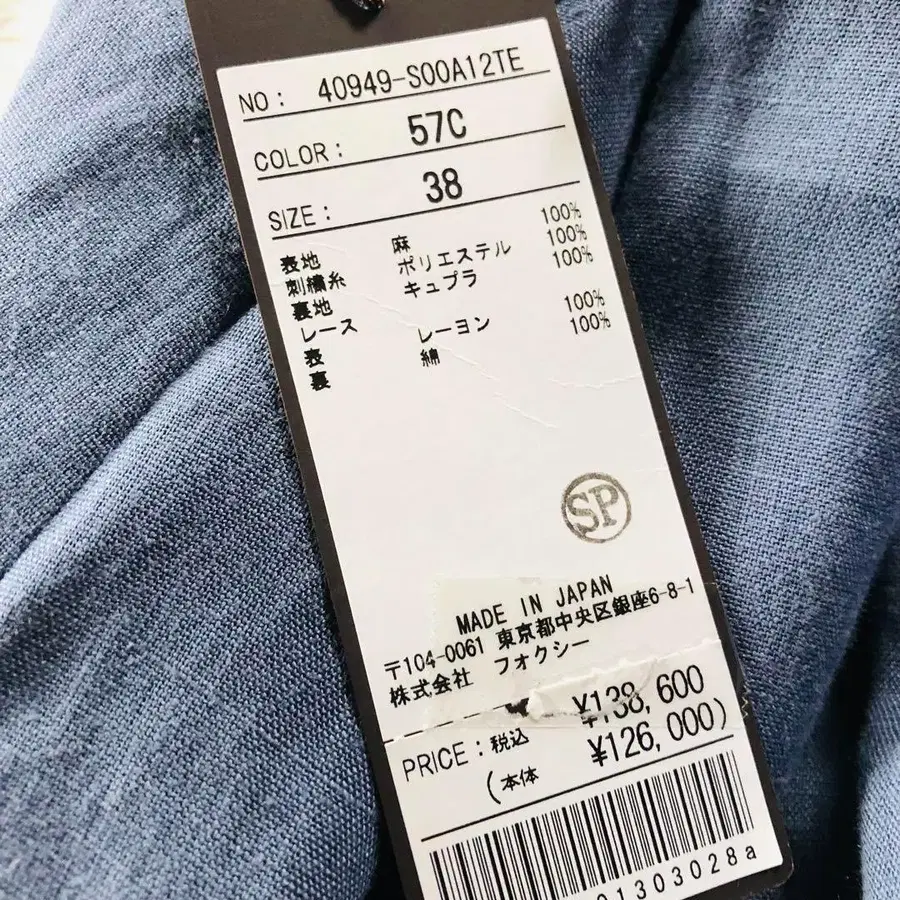 NO： 40949-S00A12TE
COLOR： 57C
SIZE： 38
表地 麻 100%
刺繍糸 ポリエステル 100%
裏地 キュプラ 100%
レース
表 レーヨン 100%
裏 綿 100%
SP
MADE IN JAPAN
〒104-0061 東京都中央区銀座6-8-1
株式会社 フォクシー
PRICE：税込 ¥138,600
(本体 ¥126,000)
01303028a